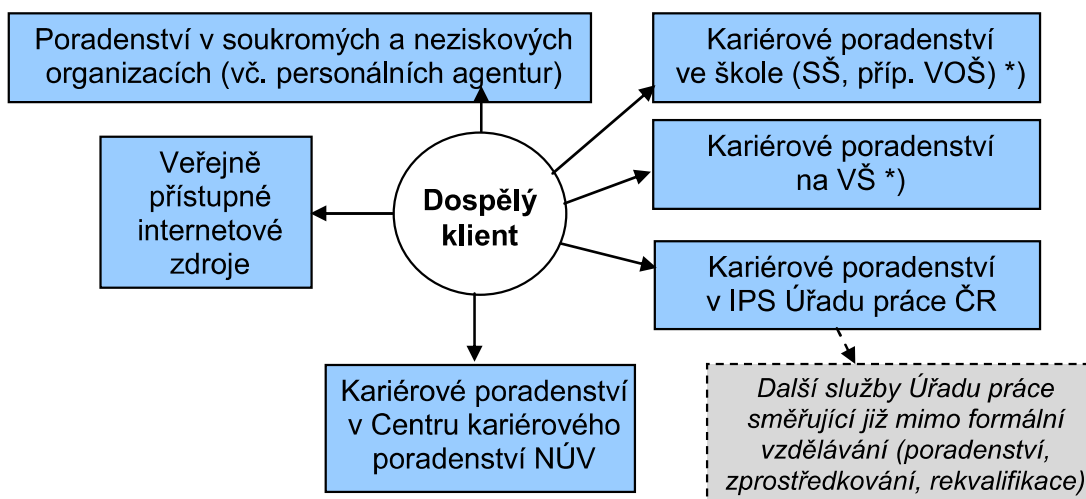 Poradenství v soukromých a neziskových
organizacích (vč. personálních agentur)
Kariérové poradenství
ve škole (SŠ, příp. VOŠ) *)
Veřejně
přístupné
internetové
zdroje
Dospělý
klient
Kariérové poradenství
na VŠ *)
Kariérové poradenství
v IPS Úřadu práce ČR
Kariérové poradenství
v Centru kariérového
poradenství NÚV
Další služby Úřadu práce
směřující již mimo formální
vzdělávání (poradenství,
zprostředkování, rekvalifikace)